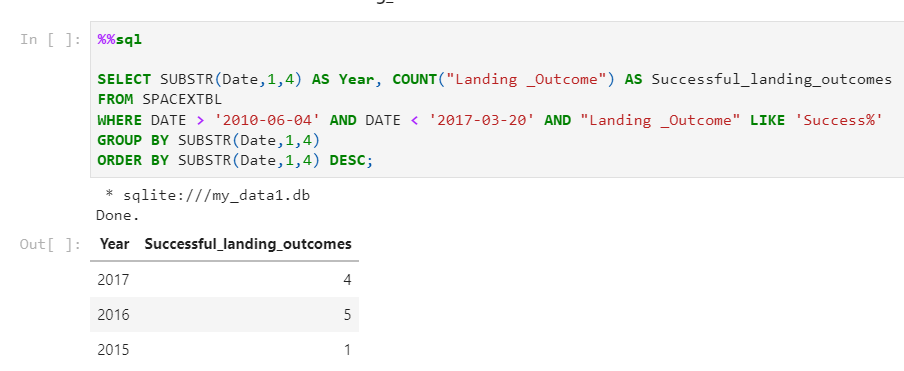 In [ ]: %%sql
SELECT SUBSTR(Date,1,4) AS Year, COUNT("Landing _Outcome") AS Successful_landing_outcomes
FROM SPACEXTBL
WHERE DATE > '2010-06-04' AND DATE < '2017-03-20' AND "Landing _Outcome" LIKE 'Success%'
GROUP BY SUBSTR(Date,1,4)
ORDER BY SUBSTR(Date,1,4) DESC;
* sqlite:///my_data1.db
Done.
Out[ ]: Year Successful_landing_outcomes
2017 4
2016 5
2015 1